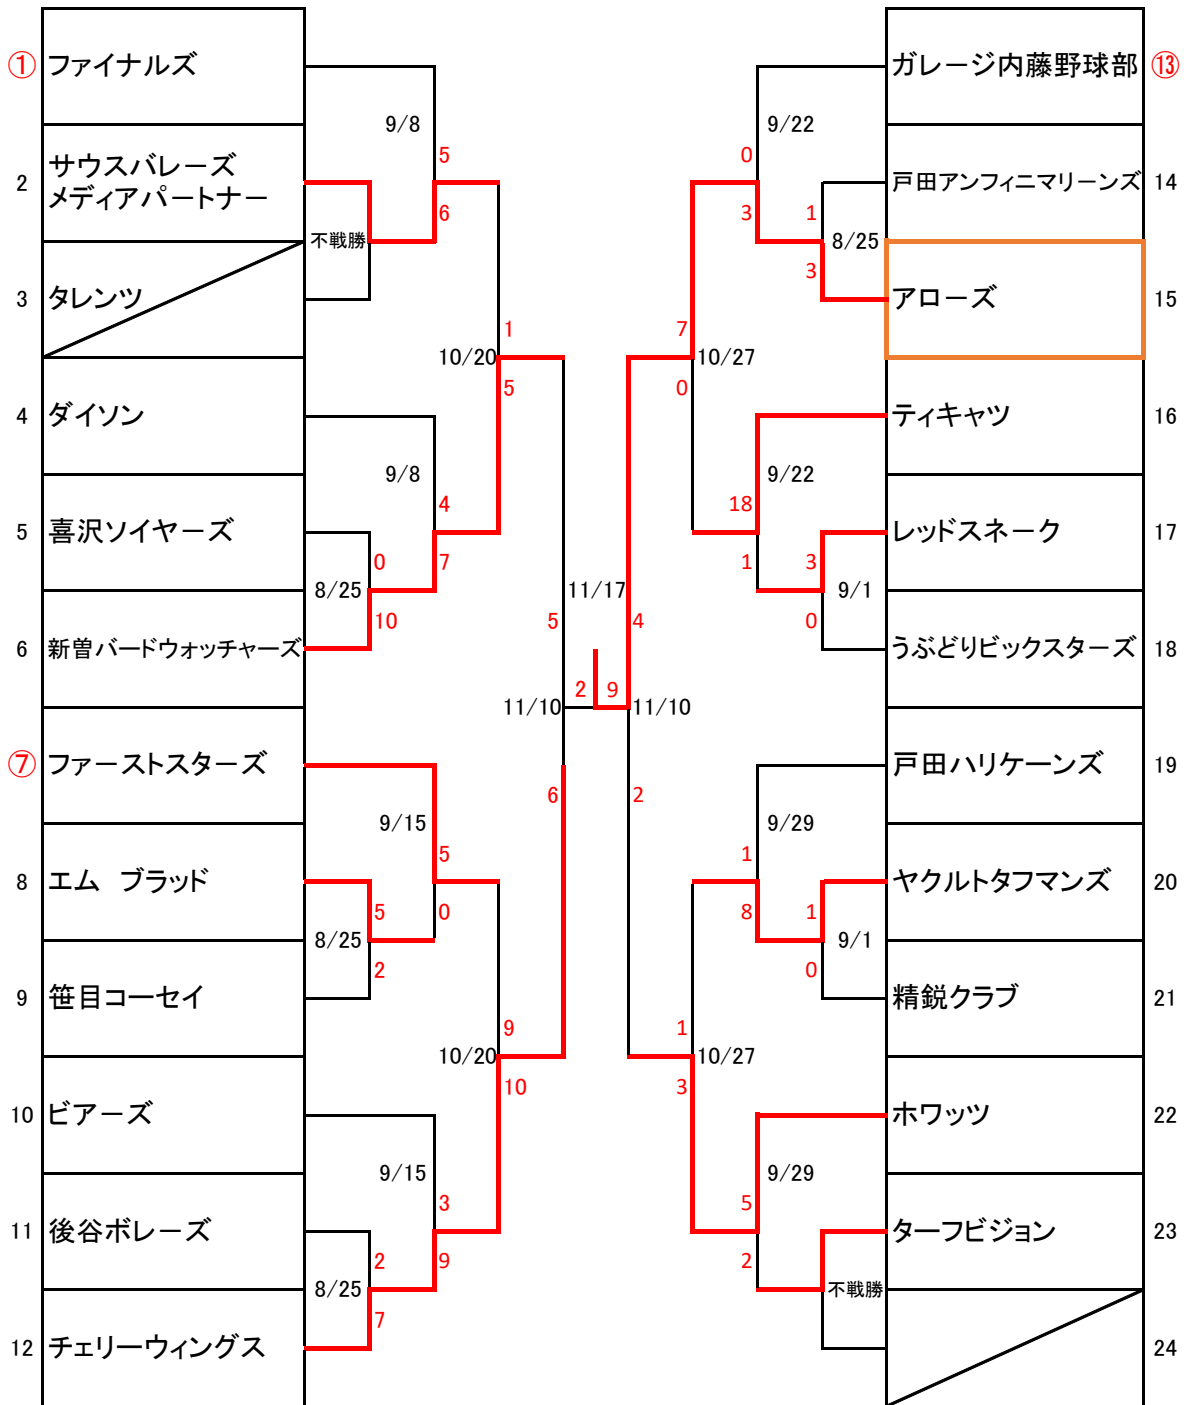 ① ファイナルズ
2 サウスバレーズ
メディアパートナー
3 タレンツ
4 ダイソン
5 喜沢ソイヤーズ
6 新曽バードウォッチャーズ
⑦ ファーストスターズ
8 エム ブラッド
9 笹目コーセイ
10 ビアーズ
11 後谷ボレーズ
12 チェリーウィングス
9/8
5
6
不戦勝
1
10/20
5
9/8
4
7
0
8/25
10
9/15
5
0
5
8/25
2
9
10/20
10
9/15
3
9
2
8/25
7
5
11/10
6
11/17
2 9
4
11/10
2
9/22
0
3
1
8/25
3
7
10/27
0
9/22
18
1
3
9/1
0
9/29
1
8
1
9/1
0
1
10/27
3
9/29
5
2
不戦勝
ガレージ内藤野球部 ⑬
戸田アンフィニマリーンズ 14
アローズ 15
ティキャツ 16
レッドスネーク 17
うぶどりビックスターズ 18
戸田ハリケーンズ 19
ヤクルトタフマンズ 20
精鋭クラブ 21
ホワッツ 22
ターフビジョン 23
24